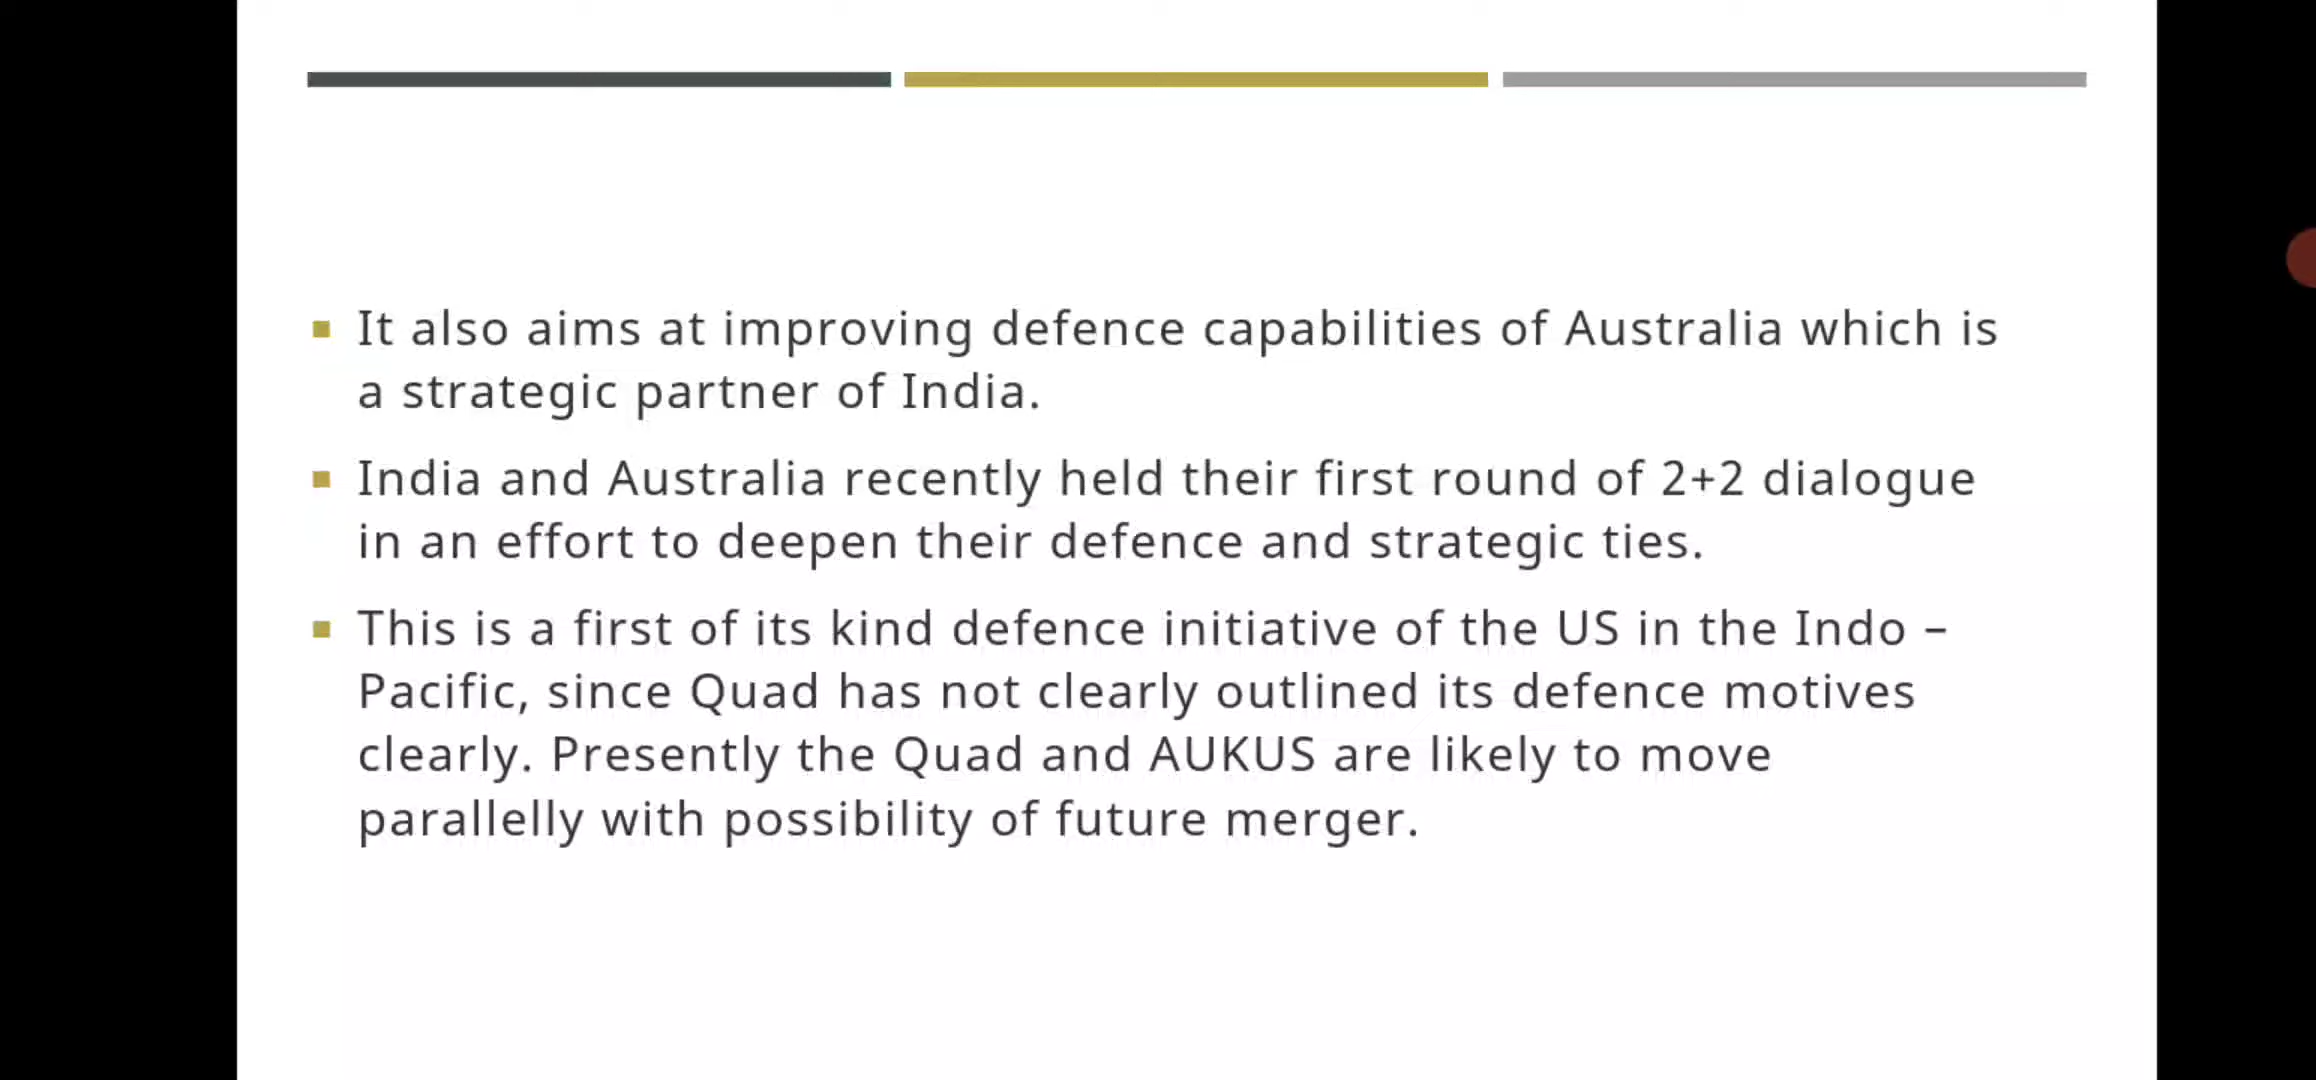 It also aims at improving defence capabilities of Australia which is
a strategic partner of India.
India and Australia recently held their first round of 2+2 dialogue
in an effort to deepen their defence and strategic ties.
This is a first of its kind defence initiative of the US in the Indo –
Pacific, since Quad has not clearly outlined its defence motives
clearly. Presently the Quad and AUKUS are likely to move
parallelly with possibility of future merger.